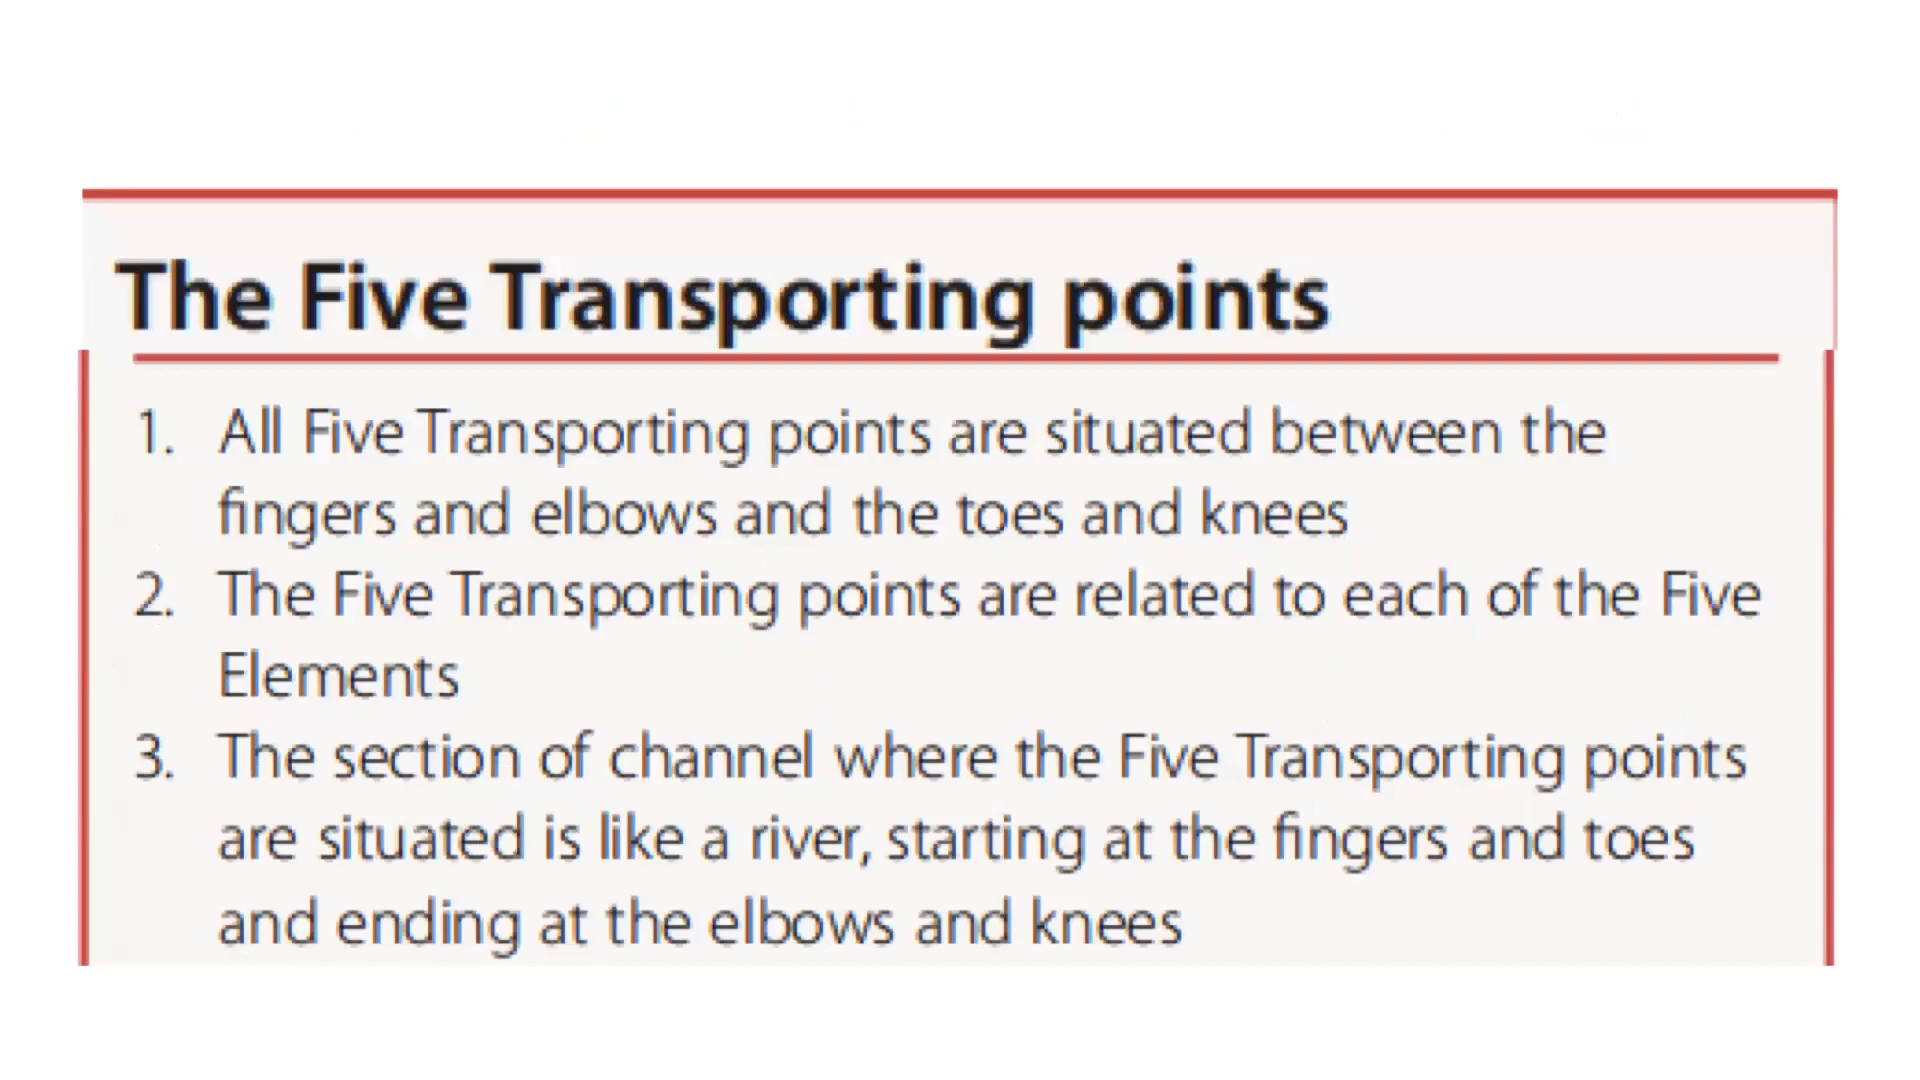 The Five Transporting points
1. All Five Transporting points are situated between the
fingers and elbows and the toes and knees
2. The Five Transporting points are related to each of the Five
Elements
3. The section of channel where the Five Transporting points
are situated is like a river, starting at the fingers and toes
and ending at the elbows and knees